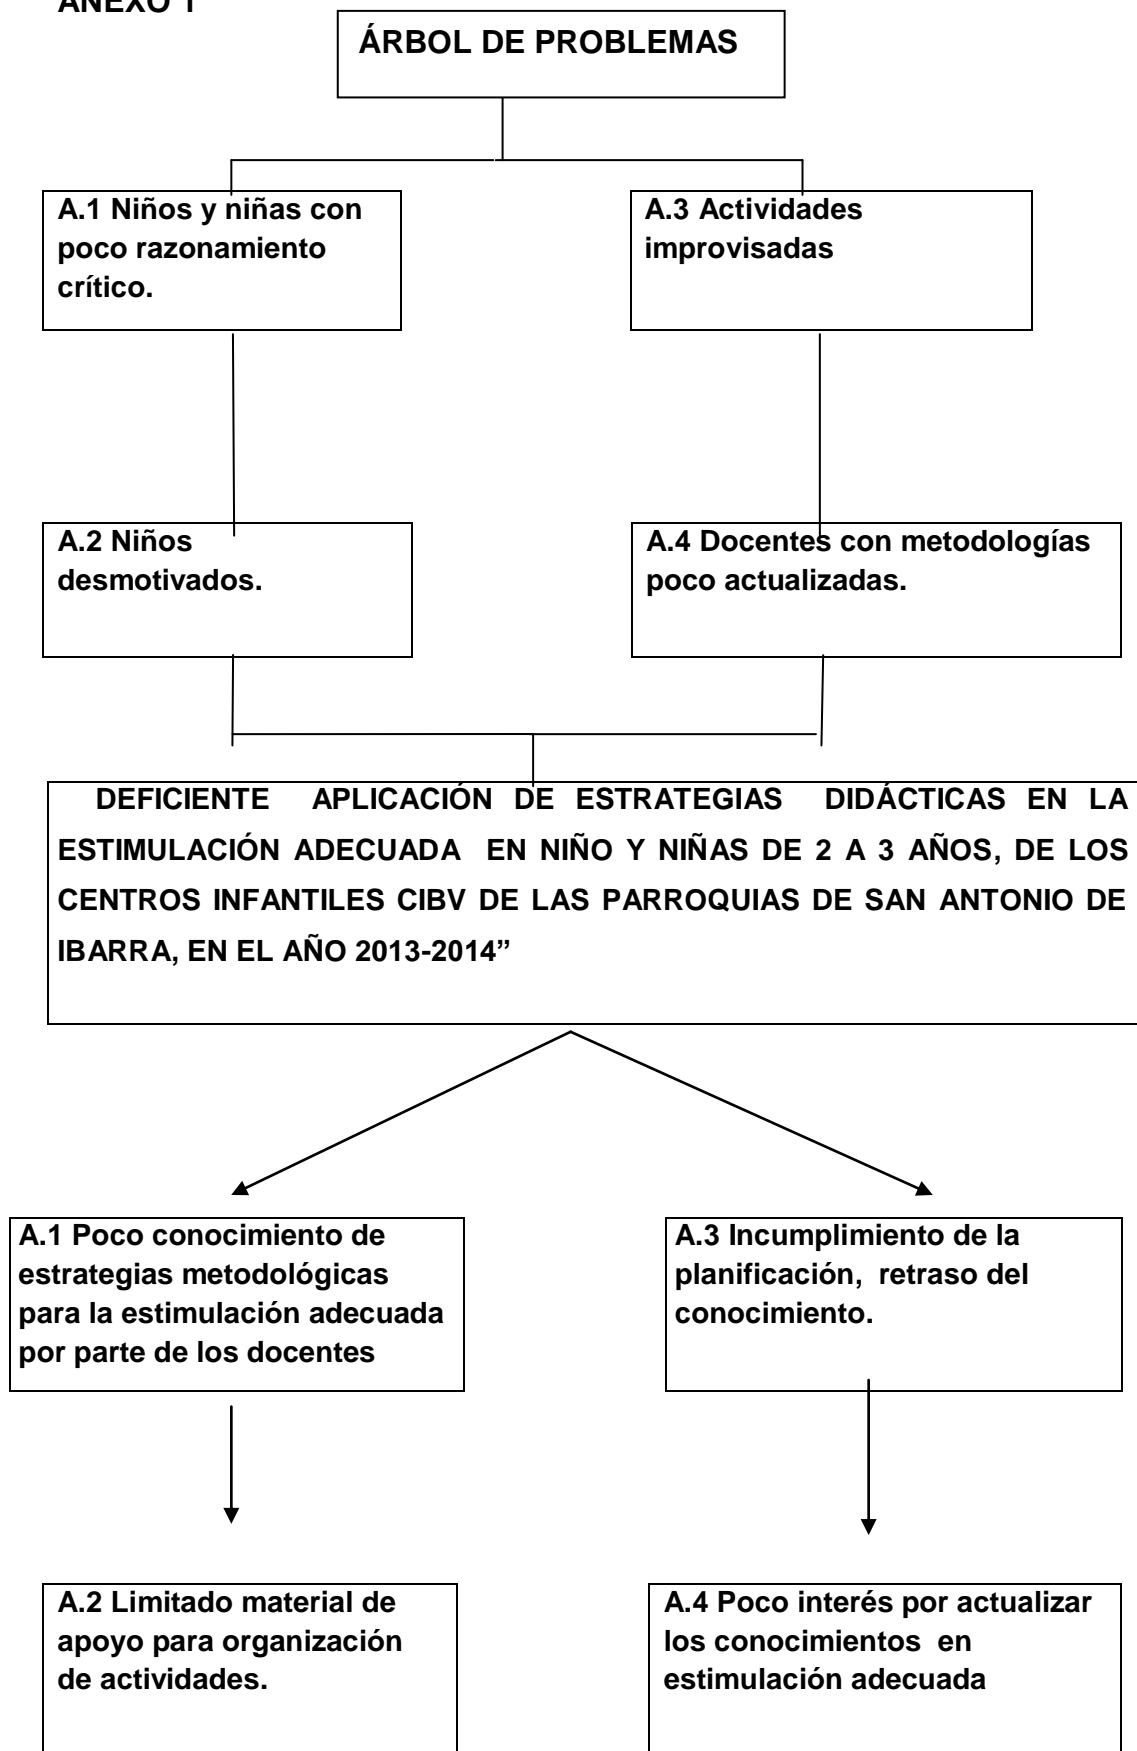 ANEXO 1
ÁRBOL DE PROBLEMAS
A.1 Niños y niñas con
poco razonamiento
crítico.
A.3 Actividades
improvisadas
A.2 Niños
desmotivados.
A.4 Docentes con metodologías
poco actualizadas.
DEFICIENTE APLICACIÓN DE ESTRATEGIAS DIDÁCTICAS EN LA
ESTIMULACIÓN ADECUADA EN NIÑO Y NIÑAS DE 2 A 3 AÑOS, DE LOS
CENTROS INFANTILES CIBV DE LAS PARROQUIAS DE SAN ANTONIO DE
IBARRA, EN EL AÑO 2013-2014”
A.1 Poco conocimiento de
estrategias metodológicas
para la estimulación adecuada
por parte de los docentes
A.3 Incumplimiento de la
planificación, retraso del
conocimiento.
A.2 Limitado material de
apoyo para organización
de actividades.
A.4 Poco interés por actualizar
los conocimientos en
estimulación adecuada